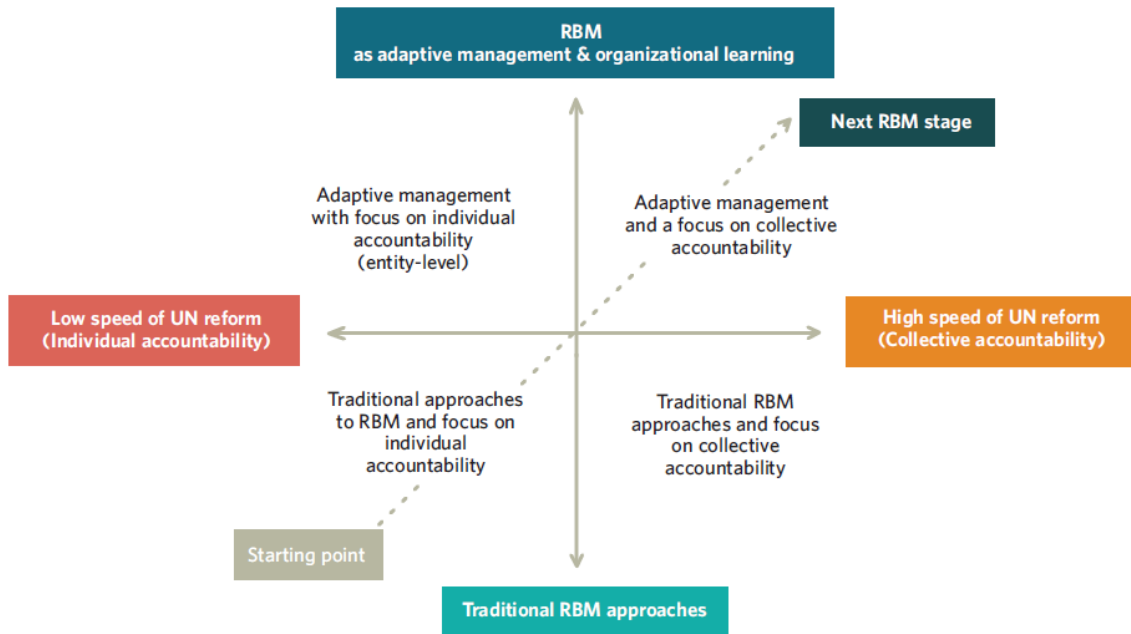 RBM
as adaptive management & organizational learning
Next RBM stage
Adaptive management
with focus on individual
accountability
(entity-level)
Adaptive management
and a focus on collective
accountability
Low speed of UN reform
(Individual accountability)
High speed of UN reform
(Collective accountability)
Traditional approaches
to RBM and focus on
individual
accountability
Traditional RBM
approaches and focus
on collective
accountability
Starting point
Traditional RBM approaches